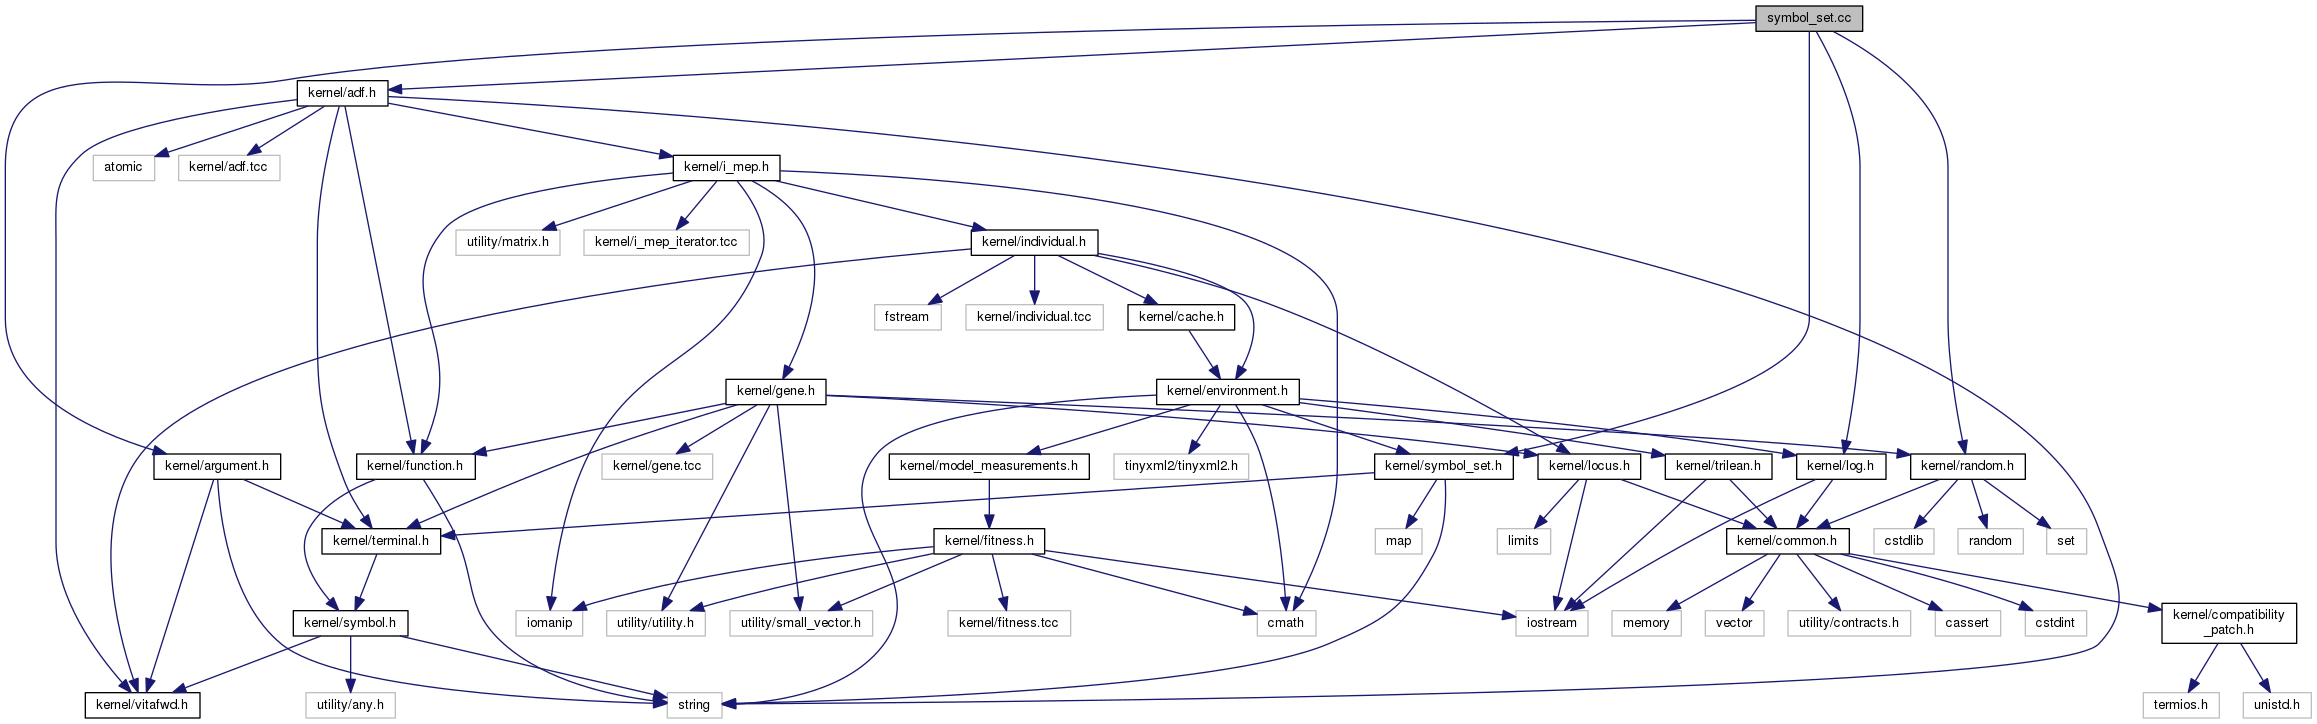 symbol_set.cc
kernel/adf.h
atomic
kernel/adf.tcc
kernel/i_mep.h
utility/matrix.h
kernel/i_mep_iterator.tcc
kernel/individual.h
fstream
kernel/individual.tcc
kernel/cache.h
kernel/gene.h
kernel/environment.h
kernel/argument.h
kernel/function.h
kernel/gene.tcc
kernel/model_measurements.h
tinyxml2/tinyxml2.h
kernel/symbol_set.h
kernel/locus.h
kernel/trilean.h
kernel/log.h
kernel/random.h
kernel/terminal.h
kernel/fitness.h
map
limits
kernel/common.h
cstdlib
random
set
kernel/symbol.h
iomanip
utility/utility.h
utility/small_vector.h
kernel/fitness.tcc
cmath
iostream
memory
vector
utility/contracts.h
cassert
cstdint
kernel/compatibility
_patch.h
kernel/vitafwd.h
utility/any.h
string
termios.h
unistd.h